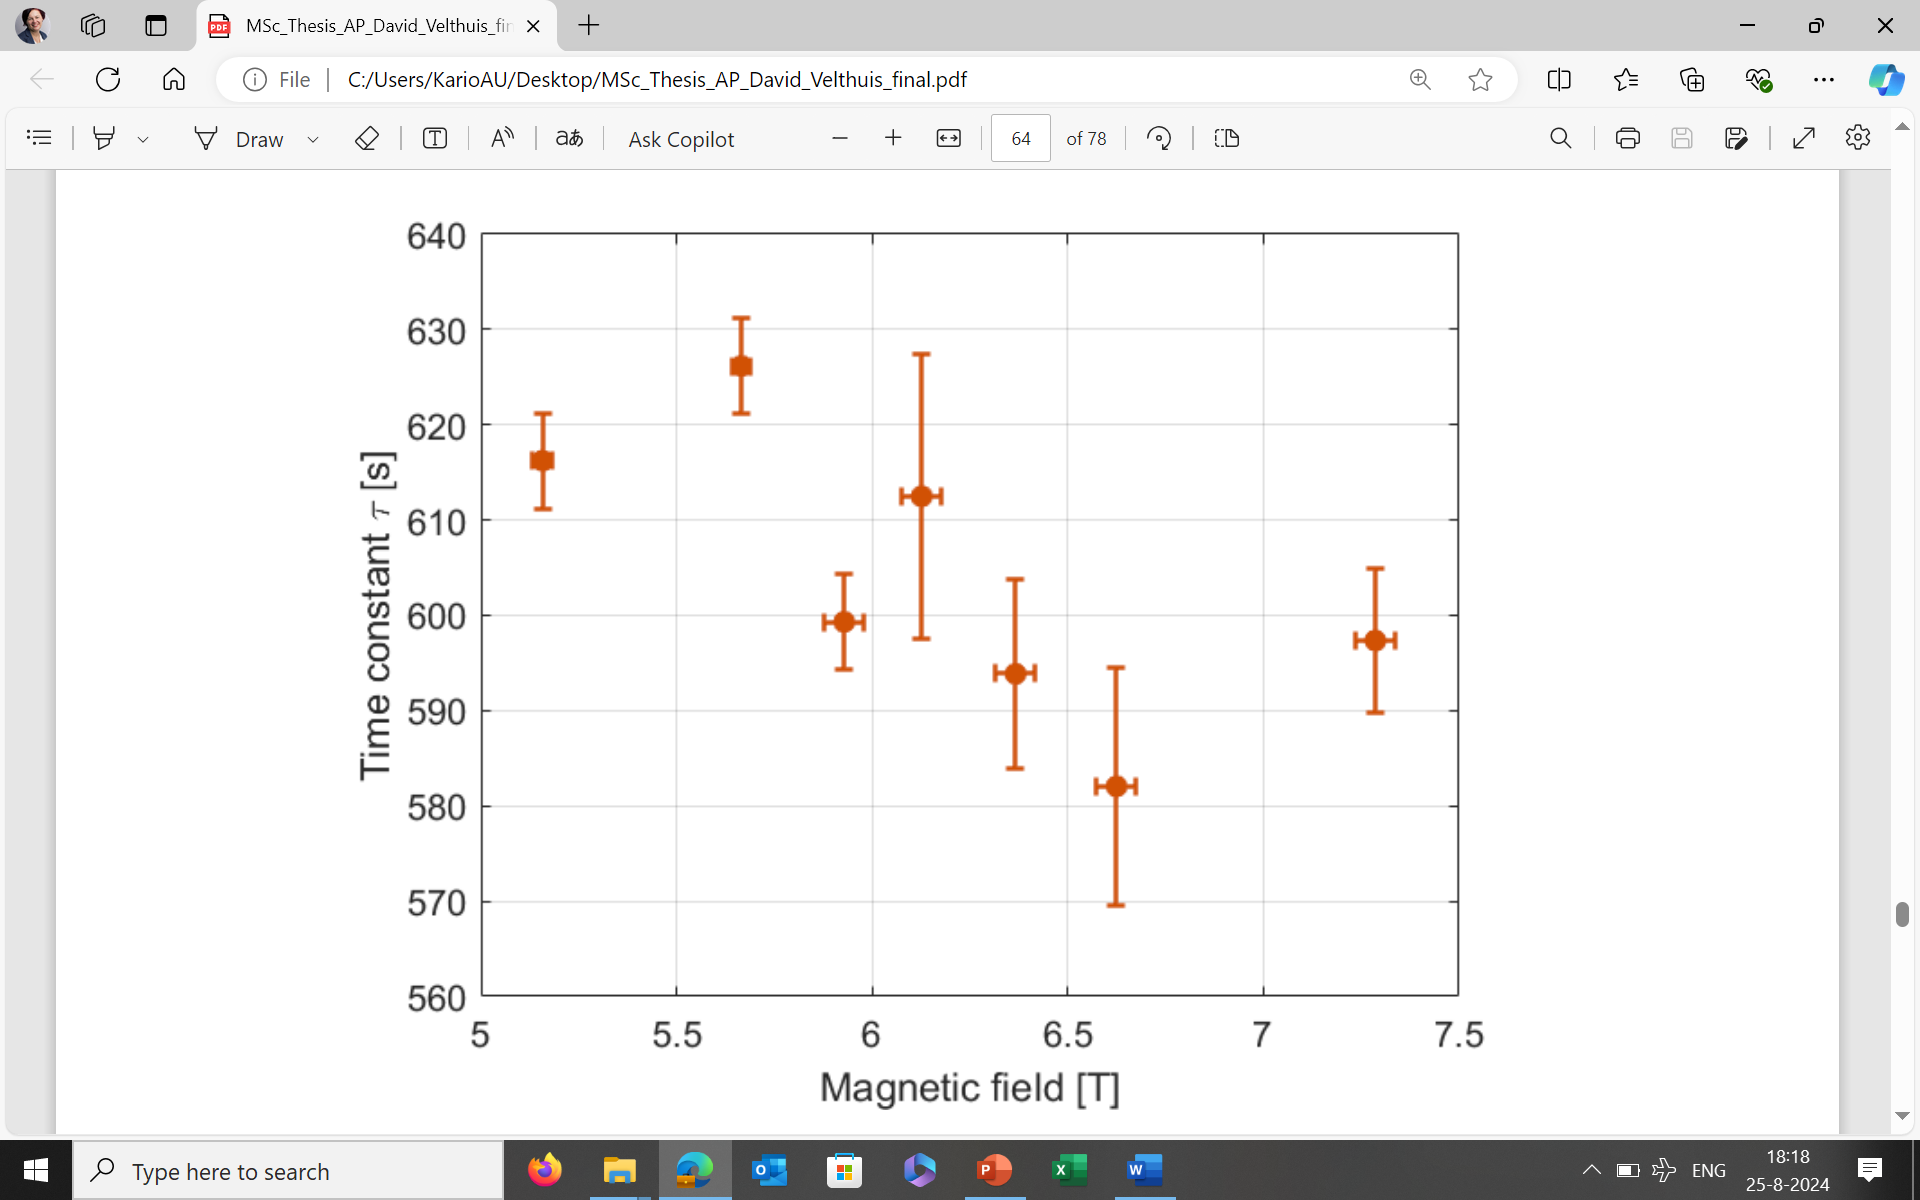 MSc_Thesis_AP_David_Velthuis_fin
File
C:/Users/KarioAU/Desktop/MSc_Thesis_AP_David_Velthuis_final.pdf
Draw
Ask Copilot
64
of 78
640
630
620
610
600
590
580
570
560
Time constant τ [s]
5
5.5
6
6.5
7
7.5
Magnetic field [T]
Type here to search
ENG
18:18
25-8-2024